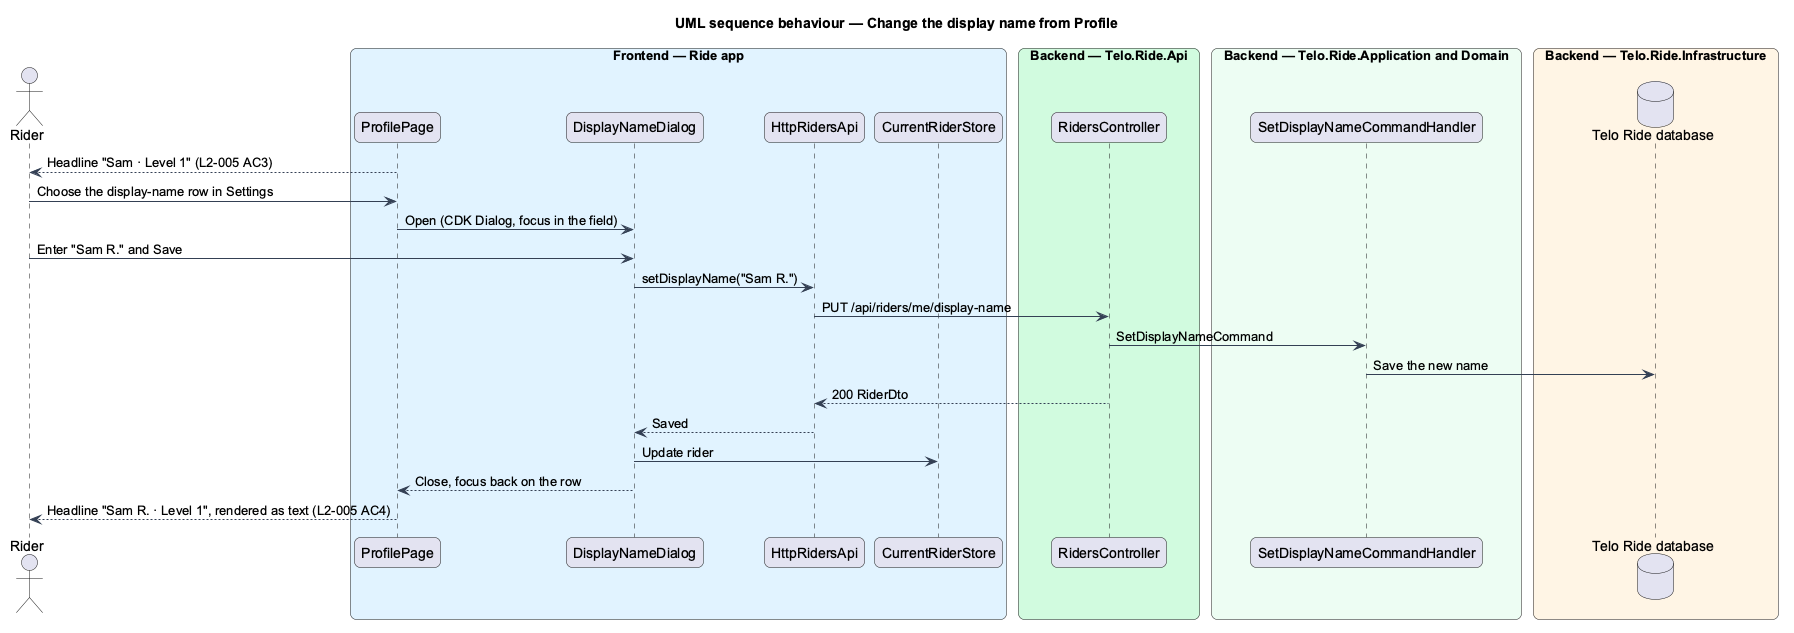 UML sequence behaviour — Change the display name from Profile
Frontend — Ride app
Backend — Telo.Ride.Api
Backend — Telo.Ride.Application and Domain
Backend — Telo.Ride.Infrastructure
Rider
ProfilePage
DisplayNameDialog
HttpRidersApi
CurrentRiderStore
RidersController
SetDisplayNameCommandHandler
Telo Ride database
Headline "Sam · Level 1" (L2-005 AC3)
Choose the display-name row in Settings
Open (CDK Dialog, focus in the field)
Enter "Sam R." and Save
setDisplayName("Sam R.")
PUT /api/riders/me/display-name
SetDisplayNameCommand
Save the new name
200 RiderDto
Saved
Update rider
Close, focus back on the row
Headline "Sam R. · Level 1", rendered as text (L2-005 AC4)
Rider
ProfilePage
DisplayNameDialog
HttpRidersApi
CurrentRiderStore
RidersController
SetDisplayNameCommandHandler
Telo Ride database